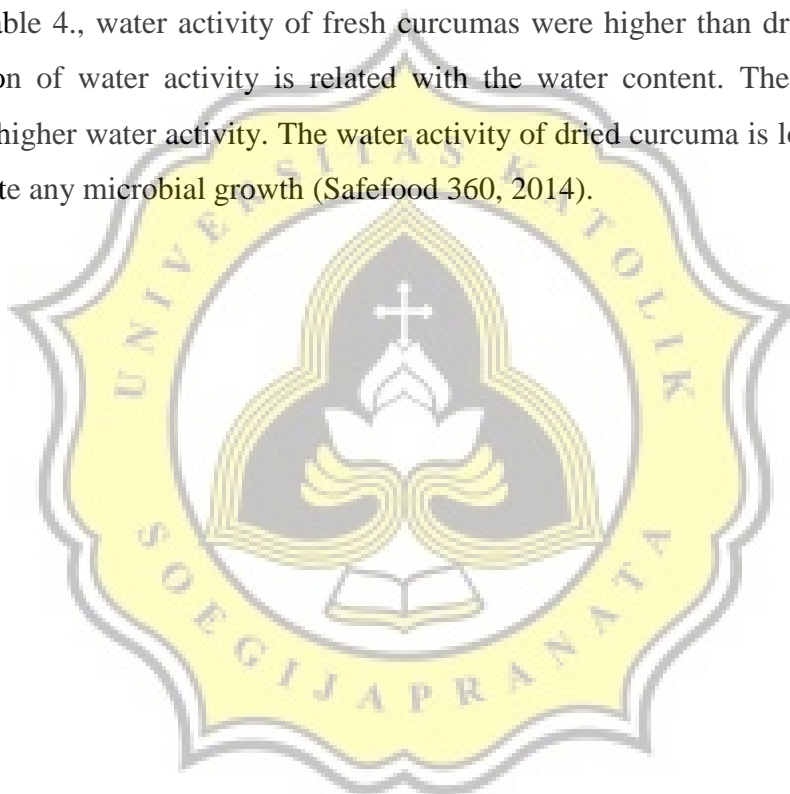 able 4., water activity of fresh curcumas were higher than dr
on of water activity is related with the water content. The
higher water activity. The water activity of dried curcuma is l
te any microbial growth (Safefood 360, 2014).
UNIVERSITAS KATOLIK
SOEGIJAPRANATA